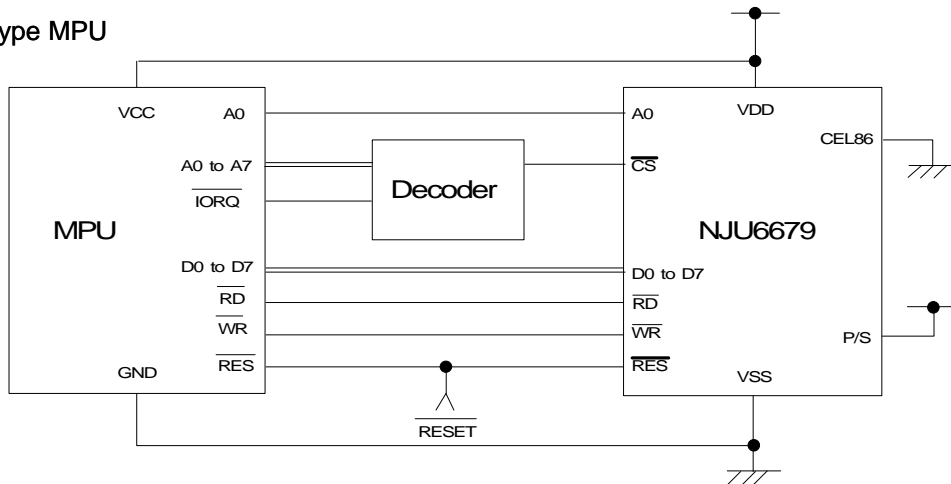 ype MPU
VCC
A0
A0 to A7
IORQ
MPU
D0 to D7
RD
WR
RES
GND
Decoder
RESET
A0
VDD
CEL86
CS
NJU6679
D0 to D7
RD
WR
P/S
RES
VSS